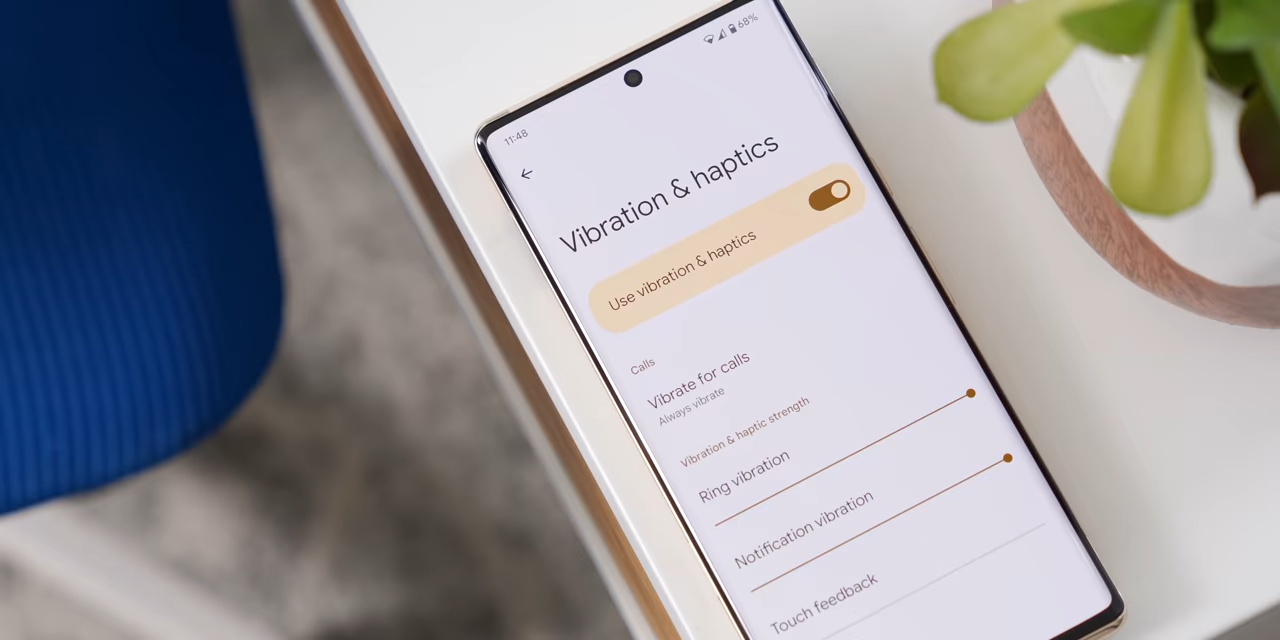 11:48
68%
Vibration & haptics
Use vibration & haptics
Calls
Vibrate for calls
Always vibrate
Vibration & haptic strength
Ring vibration
Notification vibration
Touch feedback